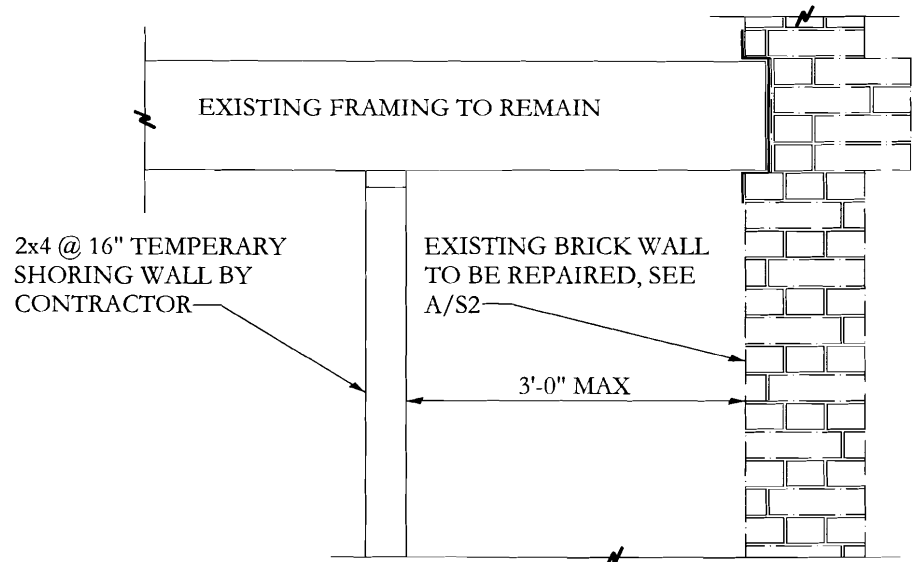 EXISTING FRAMING TO REMAIN
2x4 @ 16" TEMPERARY
SHORING WALL BY
CONTRACTOR
EXISTING BRICK WALL
TO BE REPAIRED, SEE
A/S2
3'-0" MAX